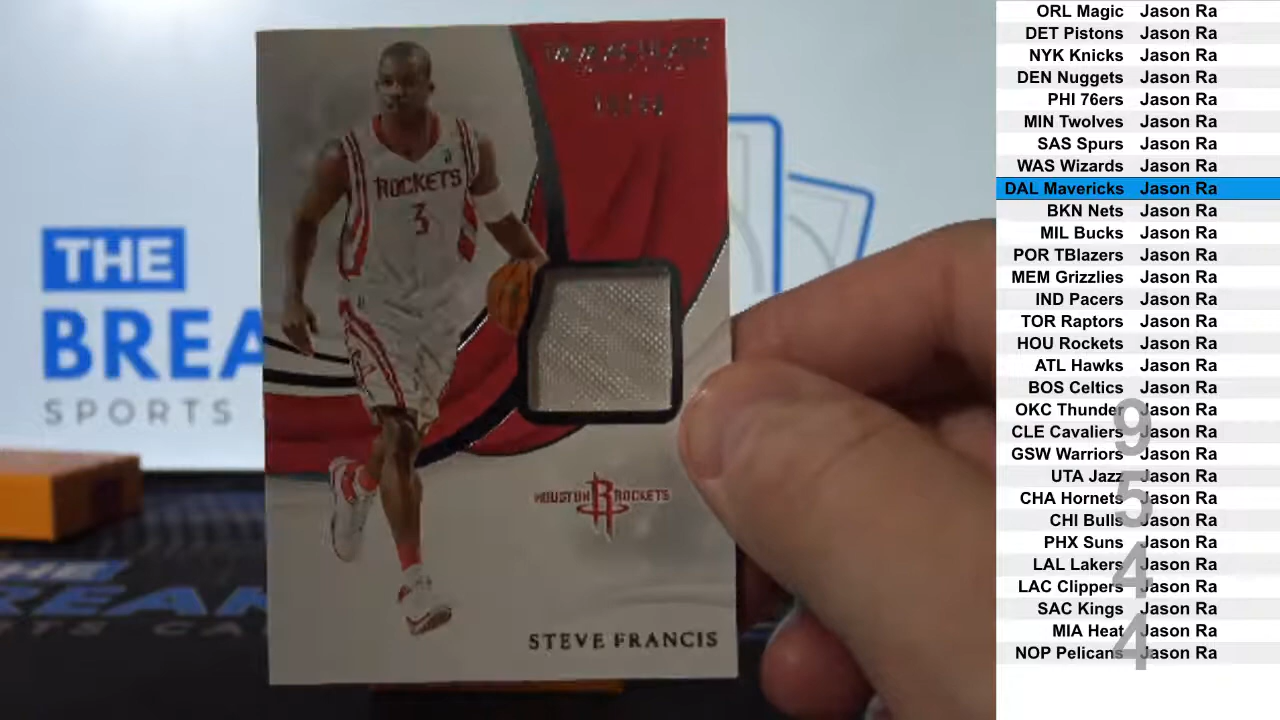 THE
BREA
SPORTS
ROCKETS
3
HOUSTON ROCKETS
STEVE FRANCIS
ORL Magic Jason Ra
DET Pistons Jason Ra
NYK Knicks Jason Ra
DEN Nuggets Jason Ra
PHI 76ers Jason Ra
MIN Twolves Jason Ra
SAS Spurs Jason Ra
WAS Wizards Jason Ra
DAL Mavericks Jason Ra
BKN Nets Jason Ra
MIL Bucks Jason Ra
POR TBlazers Jason Ra
MEM Grizzlies Jason Ra
IND Pacers Jason Ra
TOR Raptors Jason Ra
HOU Rockets Jason Ra
ATL Hawks Jason Ra
BOS Celtics Jason Ra
OKC Thunder Jason Ra
CLE Cavaliers Jason Ra
GSW Warriors Jason Ra
UTA Jazz Jason Ra
CHA Hornets Jason Ra
CHI Bulls Jason Ra
PHX Suns Jason Ra
LAL Lakers Jason Ra
LAC Clippers Jason Ra
SAC Kings Jason Ra
MIA Heat Jason Ra
NOP Pelicans Jason Ra
9
5
4
4